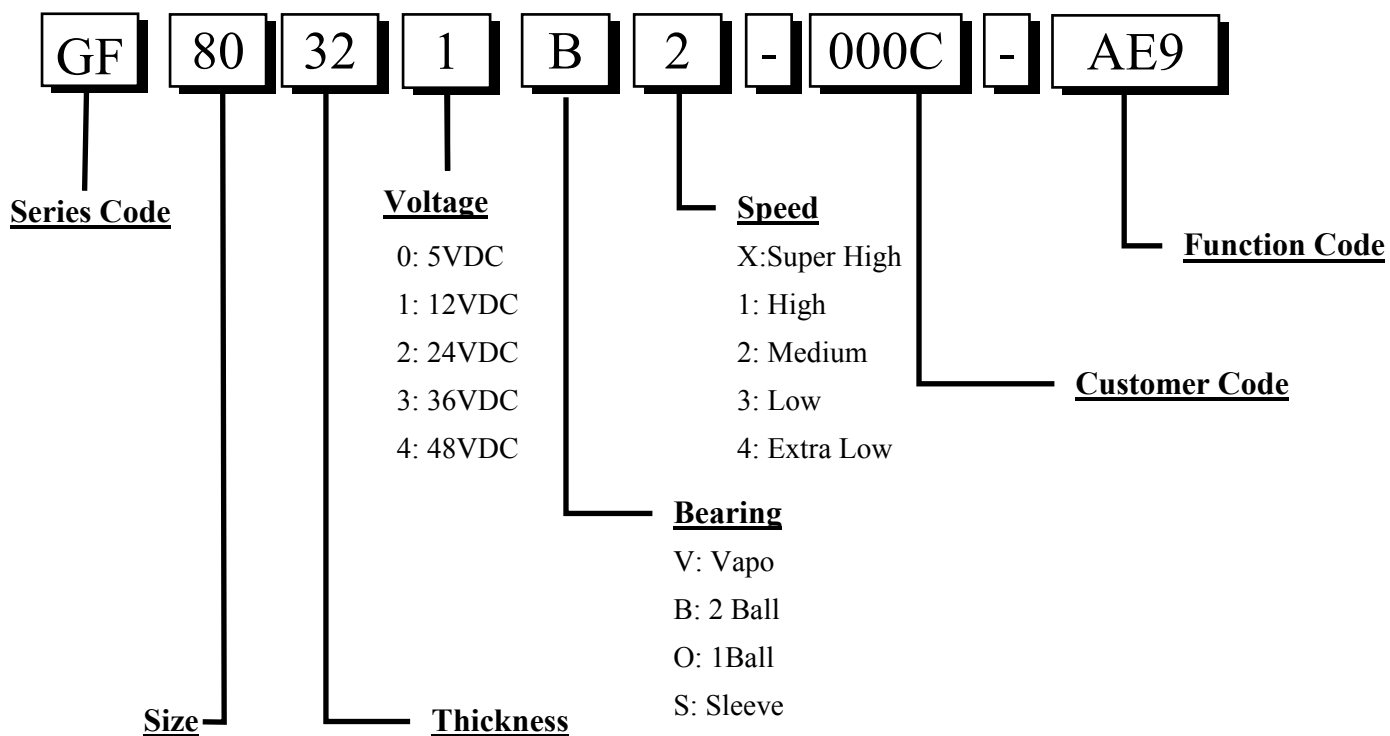 GF 80 32 1 B 2 - 000C - AE9
Series Code
Voltage
0: 5VDC
1: 12VDC
2: 24VDC
3: 36VDC
4: 48VDC
Speed
X:Super High
1: High
2: Medium
3: Low
4: Extra Low
Function Code
Customer Code
Bearing
V: Vapo
B: 2 Ball
O: 1Ball
S: Sleeve
Size
Thickness